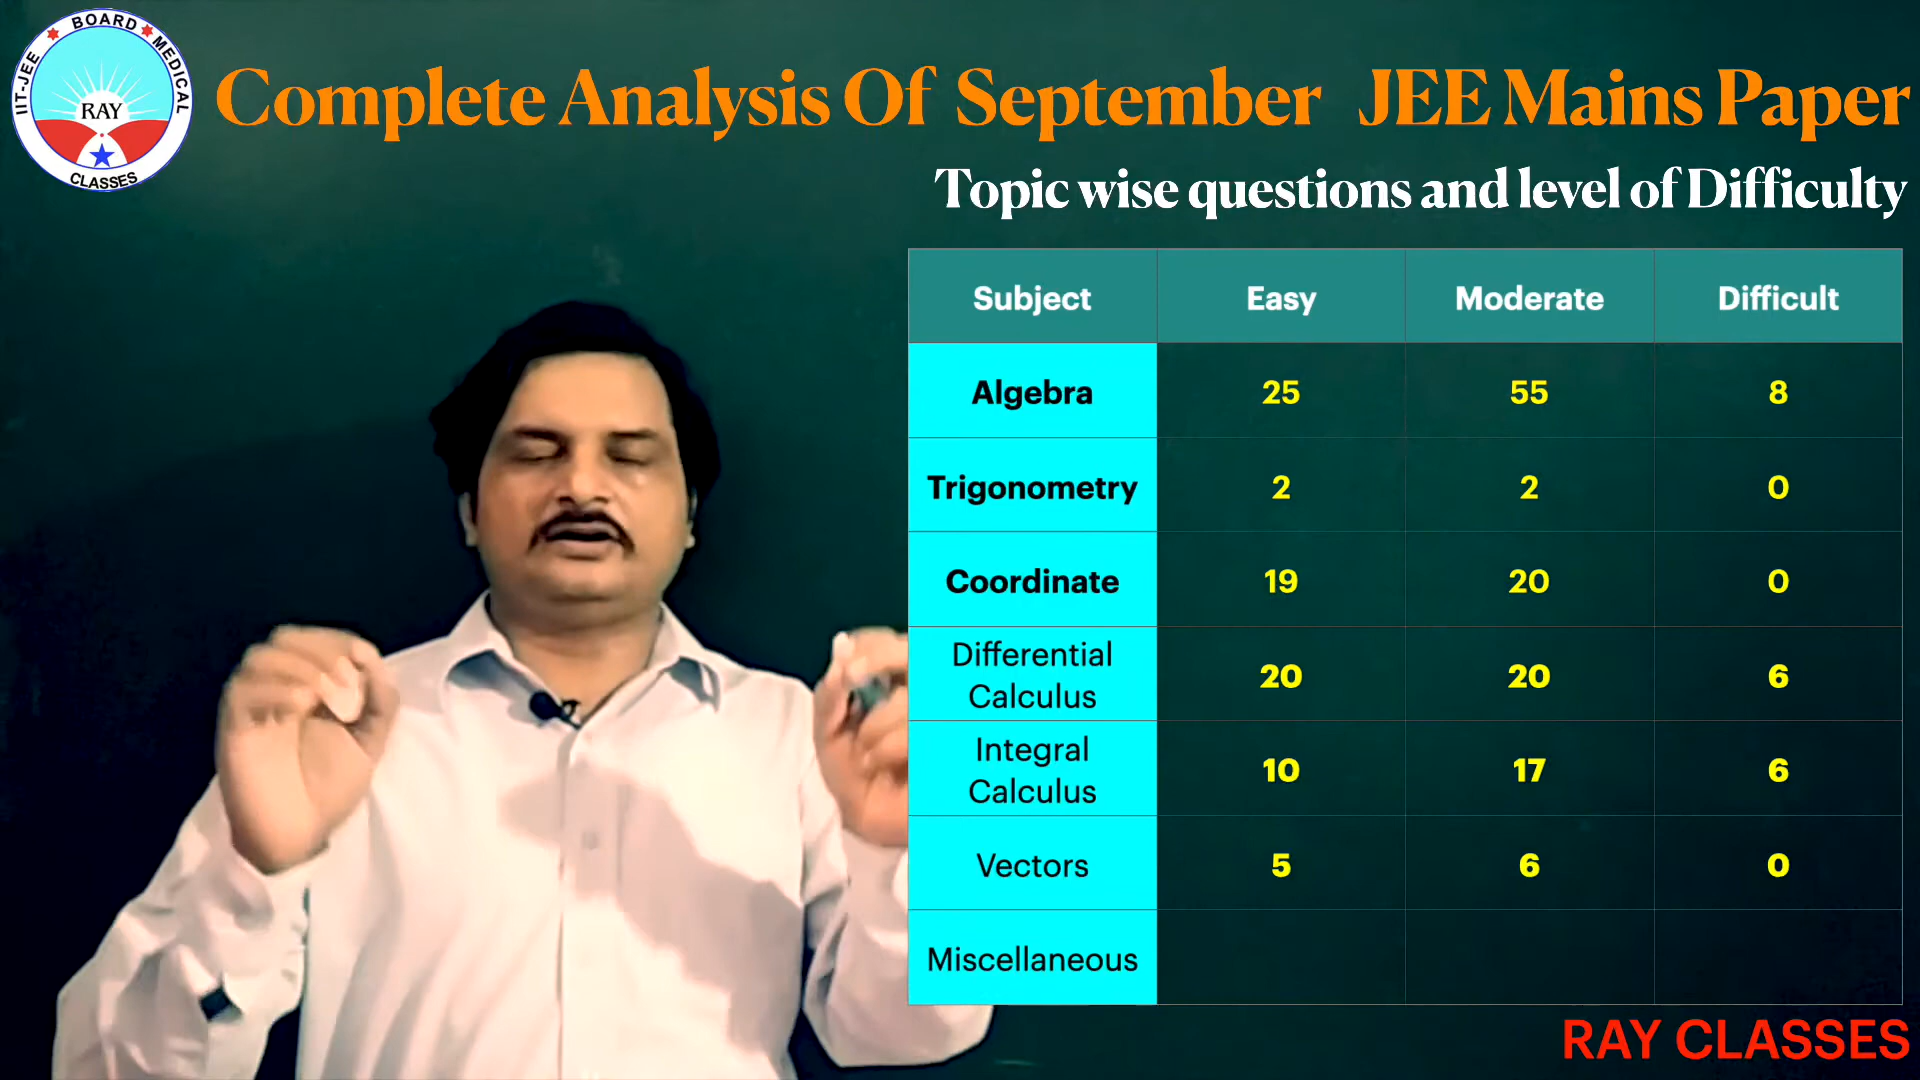 IIT-JEE BOARD MEDICAL
RAY
CLASSES
Complete Analysis Of September JEE Mains Paper
Topic wise questions and level of Difficulty
Subject Easy Moderate Difficult
Algebra 25 55 8
Trigonometry 2 2 0
Coordinate 19 20 0
Differential
Calculus 20 20 6
Integral
Calculus 10 17 6
Vectors 5 6 0
Miscellaneous
RAY CLASSES